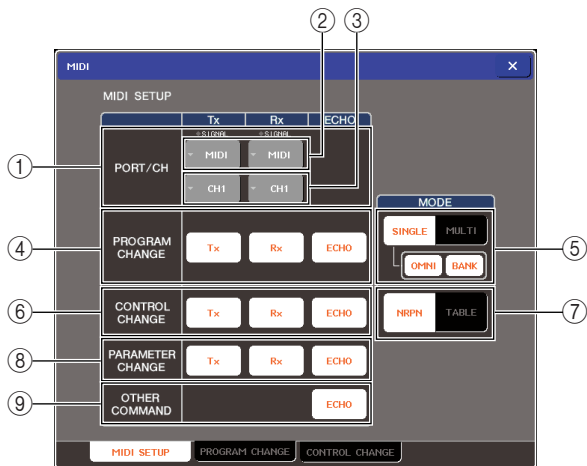 ② ③
MIDI ×
MIDI SETUP
Tx Rx ECHO
SIGNAL SIGNAL
① PORT/CH MIDI MIDI
CH1 CH1
MODE
④ PROGRAM CHANGE Tx Rx ECHO
SINGLE MULTI
OMNI BANK ⑤
⑥ CONTROL CHANGE Tx Rx ECHO
NRPN TABLE ⑦
⑧ PARAMETER CHANGE Tx Rx ECHO
⑨ OTHER COMMAND ECHO
MIDI SETUP PROGRAM CHANGE CONTROL CHANGE